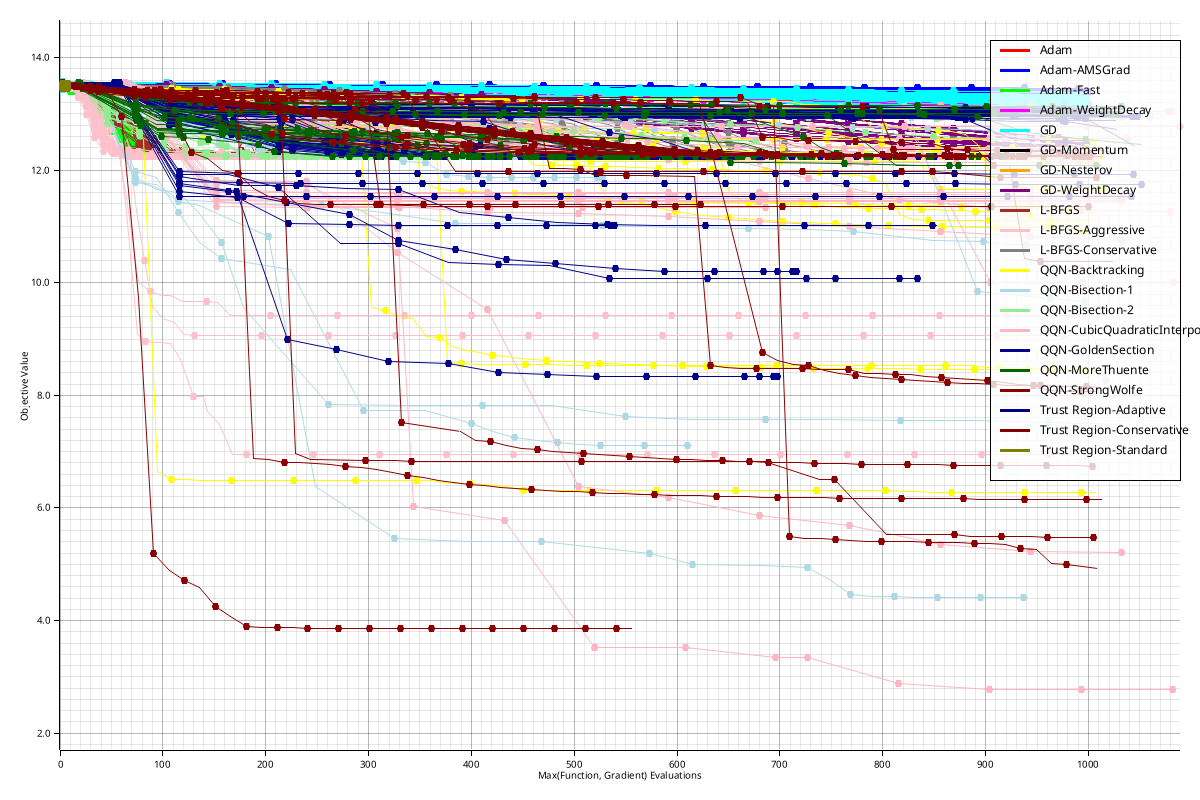 14.0
12.0
10.0
8.0
6.0
4.0
2.0
Objective Value
0 100 200 300 400 500 600 700 800 900 1000
Max(Function, Gradient) Evaluations
Adam
Adam-AMSGrad
Adam-Fast
Adam-WeightDecay
GD
GD-Momentum
GD-Nesterov
GD-WeightDecay
L-BFGS
L-BFGS-Aggressive
L-BFGS-Conservative
QQN-Backtracking
QQN-Bisection-1
QQN-Bisection-2
QQN-CubicQuadraticInterpo
QQN-GoldenSection
QQN-MoreThuente
QQN-StrongWolfe
Trust Region-Adaptive
Trust Region-Conservative
Trust Region-Standard